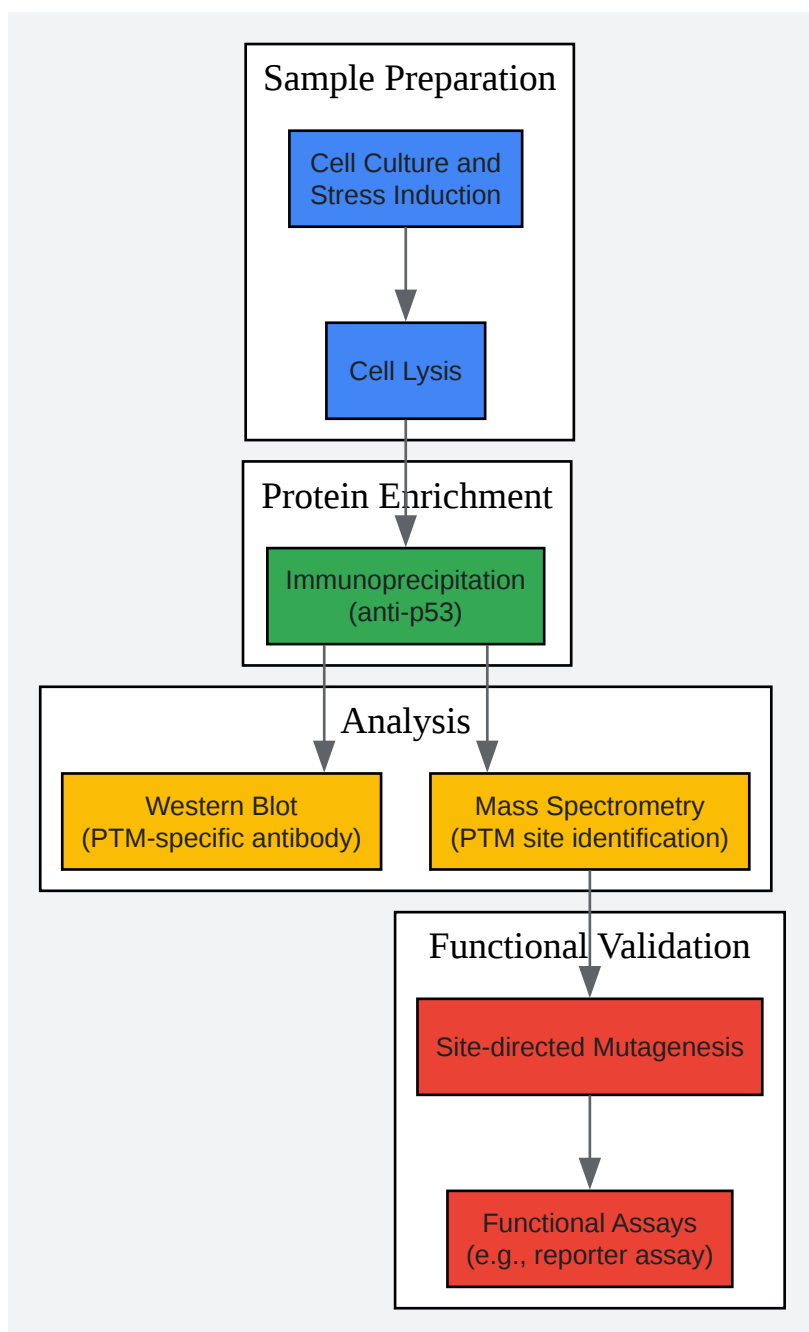 Sample Preparation
Cell Culture and
Stress Induction
Cell Lysis
Protein Enrichment
Immunoprecipitation
(anti-p53)
Analysis
Western Blot
(PTM-specific antibody)
Mass Spectrometry
(PTM site identification)
Functional Validation
Site-directed Mutagenesis
Functional Assays
(e.g., reporter assay)